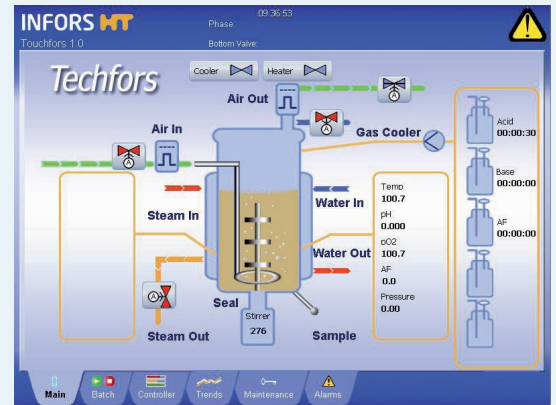 INFORS HT
09:36:53
Phase:
Touchfors 1.0
Bottom Valve:
Techfors
Cooler
Heater
Air Out
Air In
Gas Cooler
Acid
00:00:30
Base
00:00:00
AF
00:00:00
Steam In
Water In
Temp
100.7
pH
0.000
pO2
100.7
AF
0.0
Pressure
0.00
Water Out
Seal
Stirrer
276
Steam Out
Sample
A
A
A
A
Main
Batch
Controller
Trends
Maintenance
Alarms